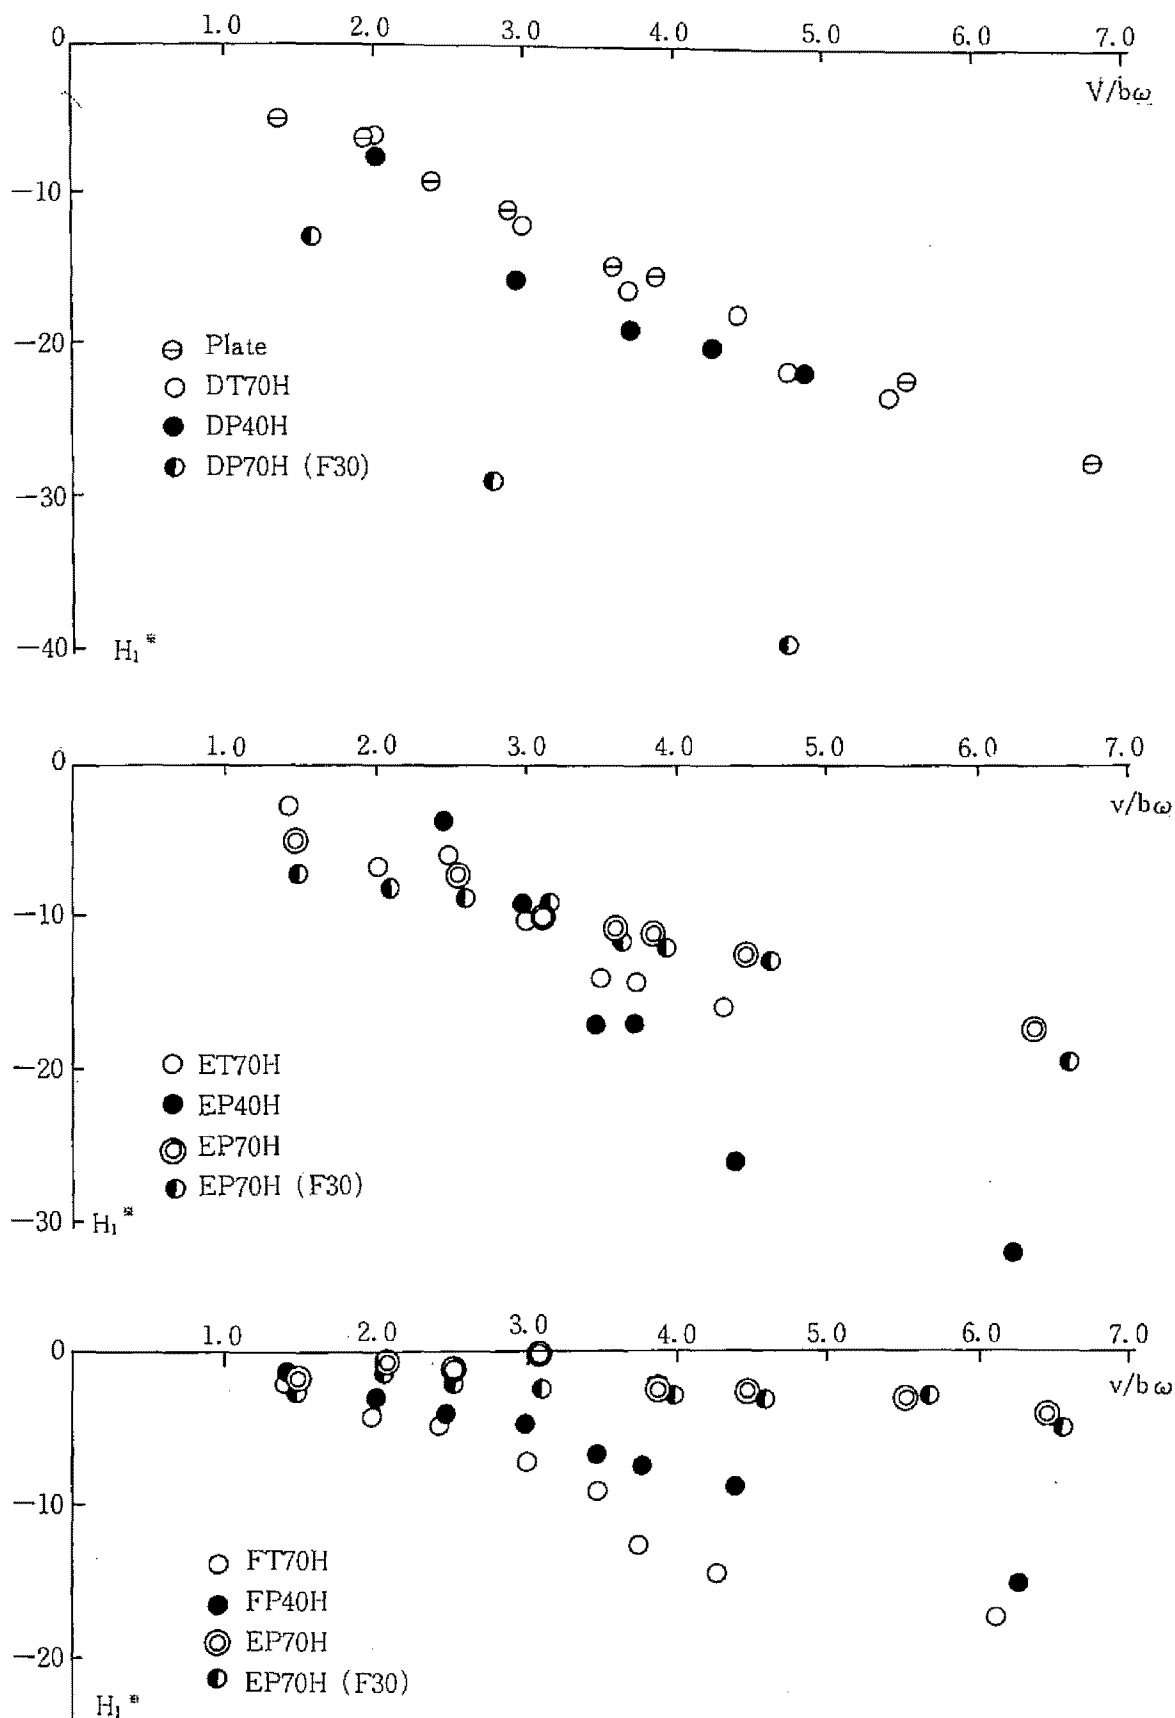 0 1.0 2.0 3.0 4.0 5.0 6.0 7.0
V/bω
−10
−20
⊖ Plate
○ DT70H
● DP40H
◐ DP70H (F30)
−30
−40
H₁*
0 1.0 2.0 3.0 4.0 5.0 6.0 7.0
v/bω
−10
−20
○ ET70H
● EP40H
◎ EP70H
◐ EP70H (F30)
−30
H₁*
0 1.0 2.0 3.0 4.0 5.0 6.0 7.0
v/bω
−10
○ FT70H
● FP40H
◎ EP70H
◐ EP70H (F30)
−20
H₁*